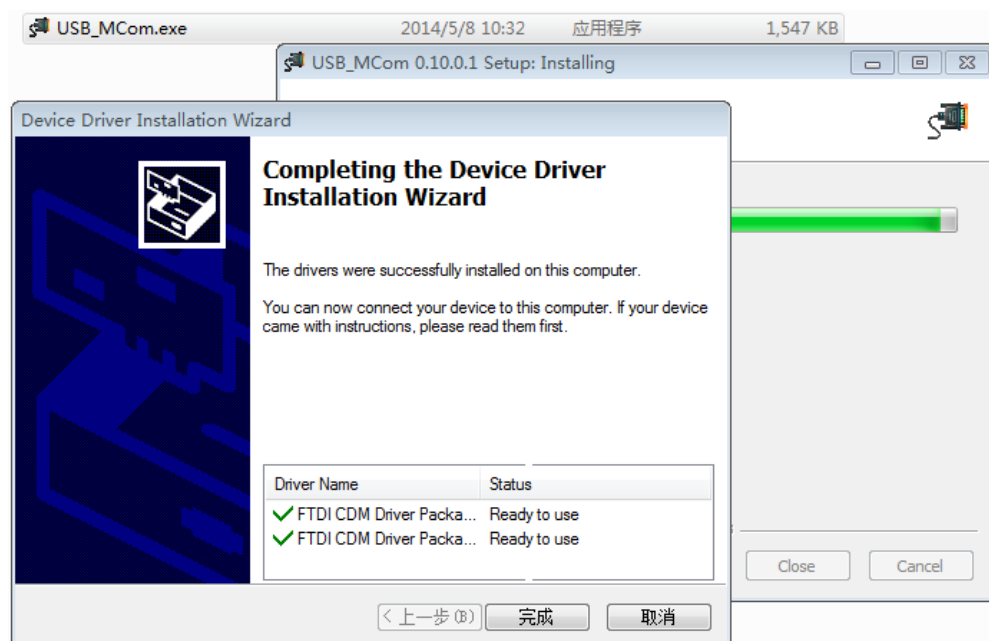 USB_MCom.exe 2014/5/8 10:32 应用程序 1,547 KB
USB_MCom 0.10.0.1 Setup: Installing
Device Driver Installation Wizard
Completing the Device Driver
Installation Wizard
The drivers were successfully installed on this computer.
You can now connect your device to this computer. If your device
came with instructions, please read them first.
Driver Name Status
FTDI CDM Driver Packa... Ready to use
FTDI CDM Driver Packa... Ready to use
Close Cancel
< 上一步(B) 完成 取消